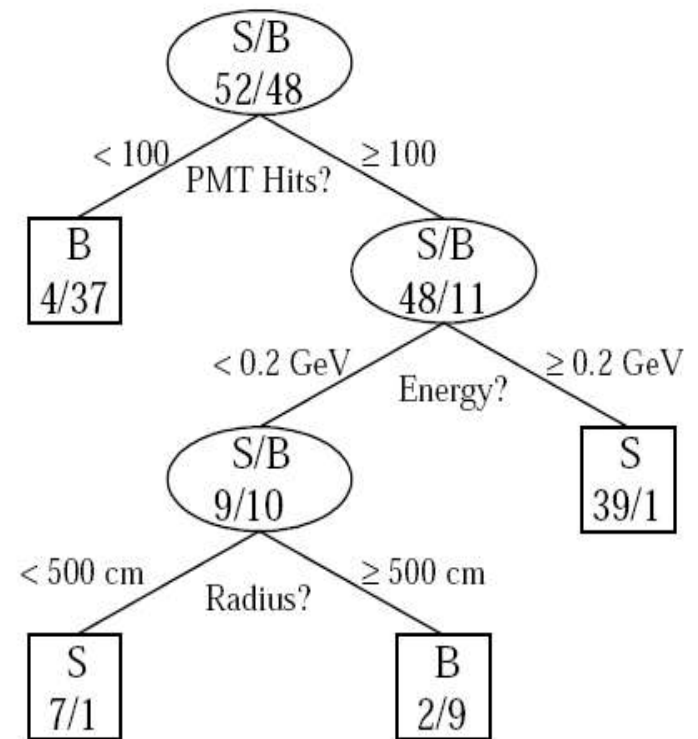 S/B
52/48
< 100
≥ 100
PMT Hits?
B
4/37
S/B
48/11
< 0.2 GeV
≥ 0.2 GeV
Energy?
S/B
9/10
S
39/1
< 500 cm
≥ 500 cm
Radius?
S
7/1
B
2/9